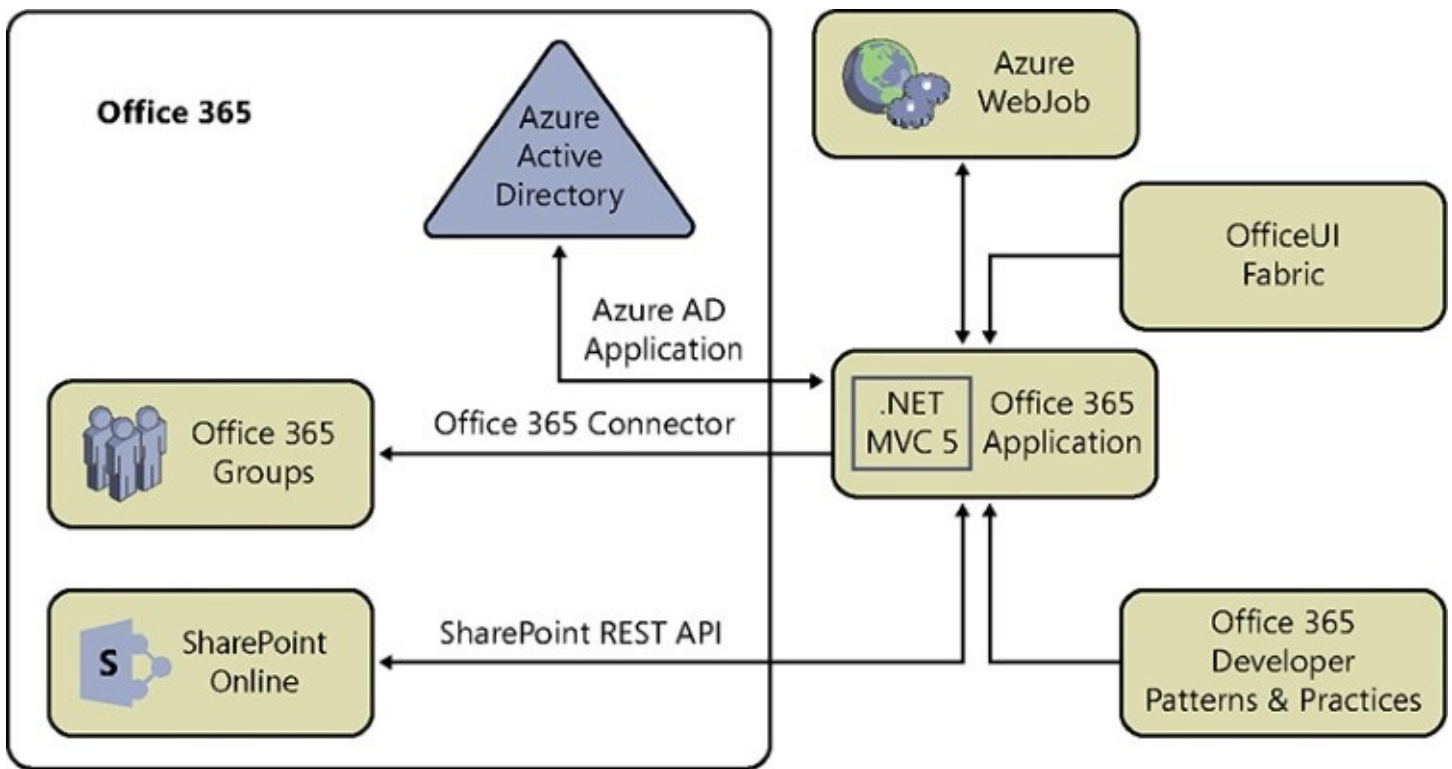 Office 365
Azure
Active
Directory
Azure
WebJob
OfficeUI
Fabric
Azure AD
Application
.NET
MVC 5
Office 365
Application
Office 365 Connector
Office 365
Groups
SharePoint REST API
S
SharePoint
Online
Office 365
Developer
Patterns & Practices